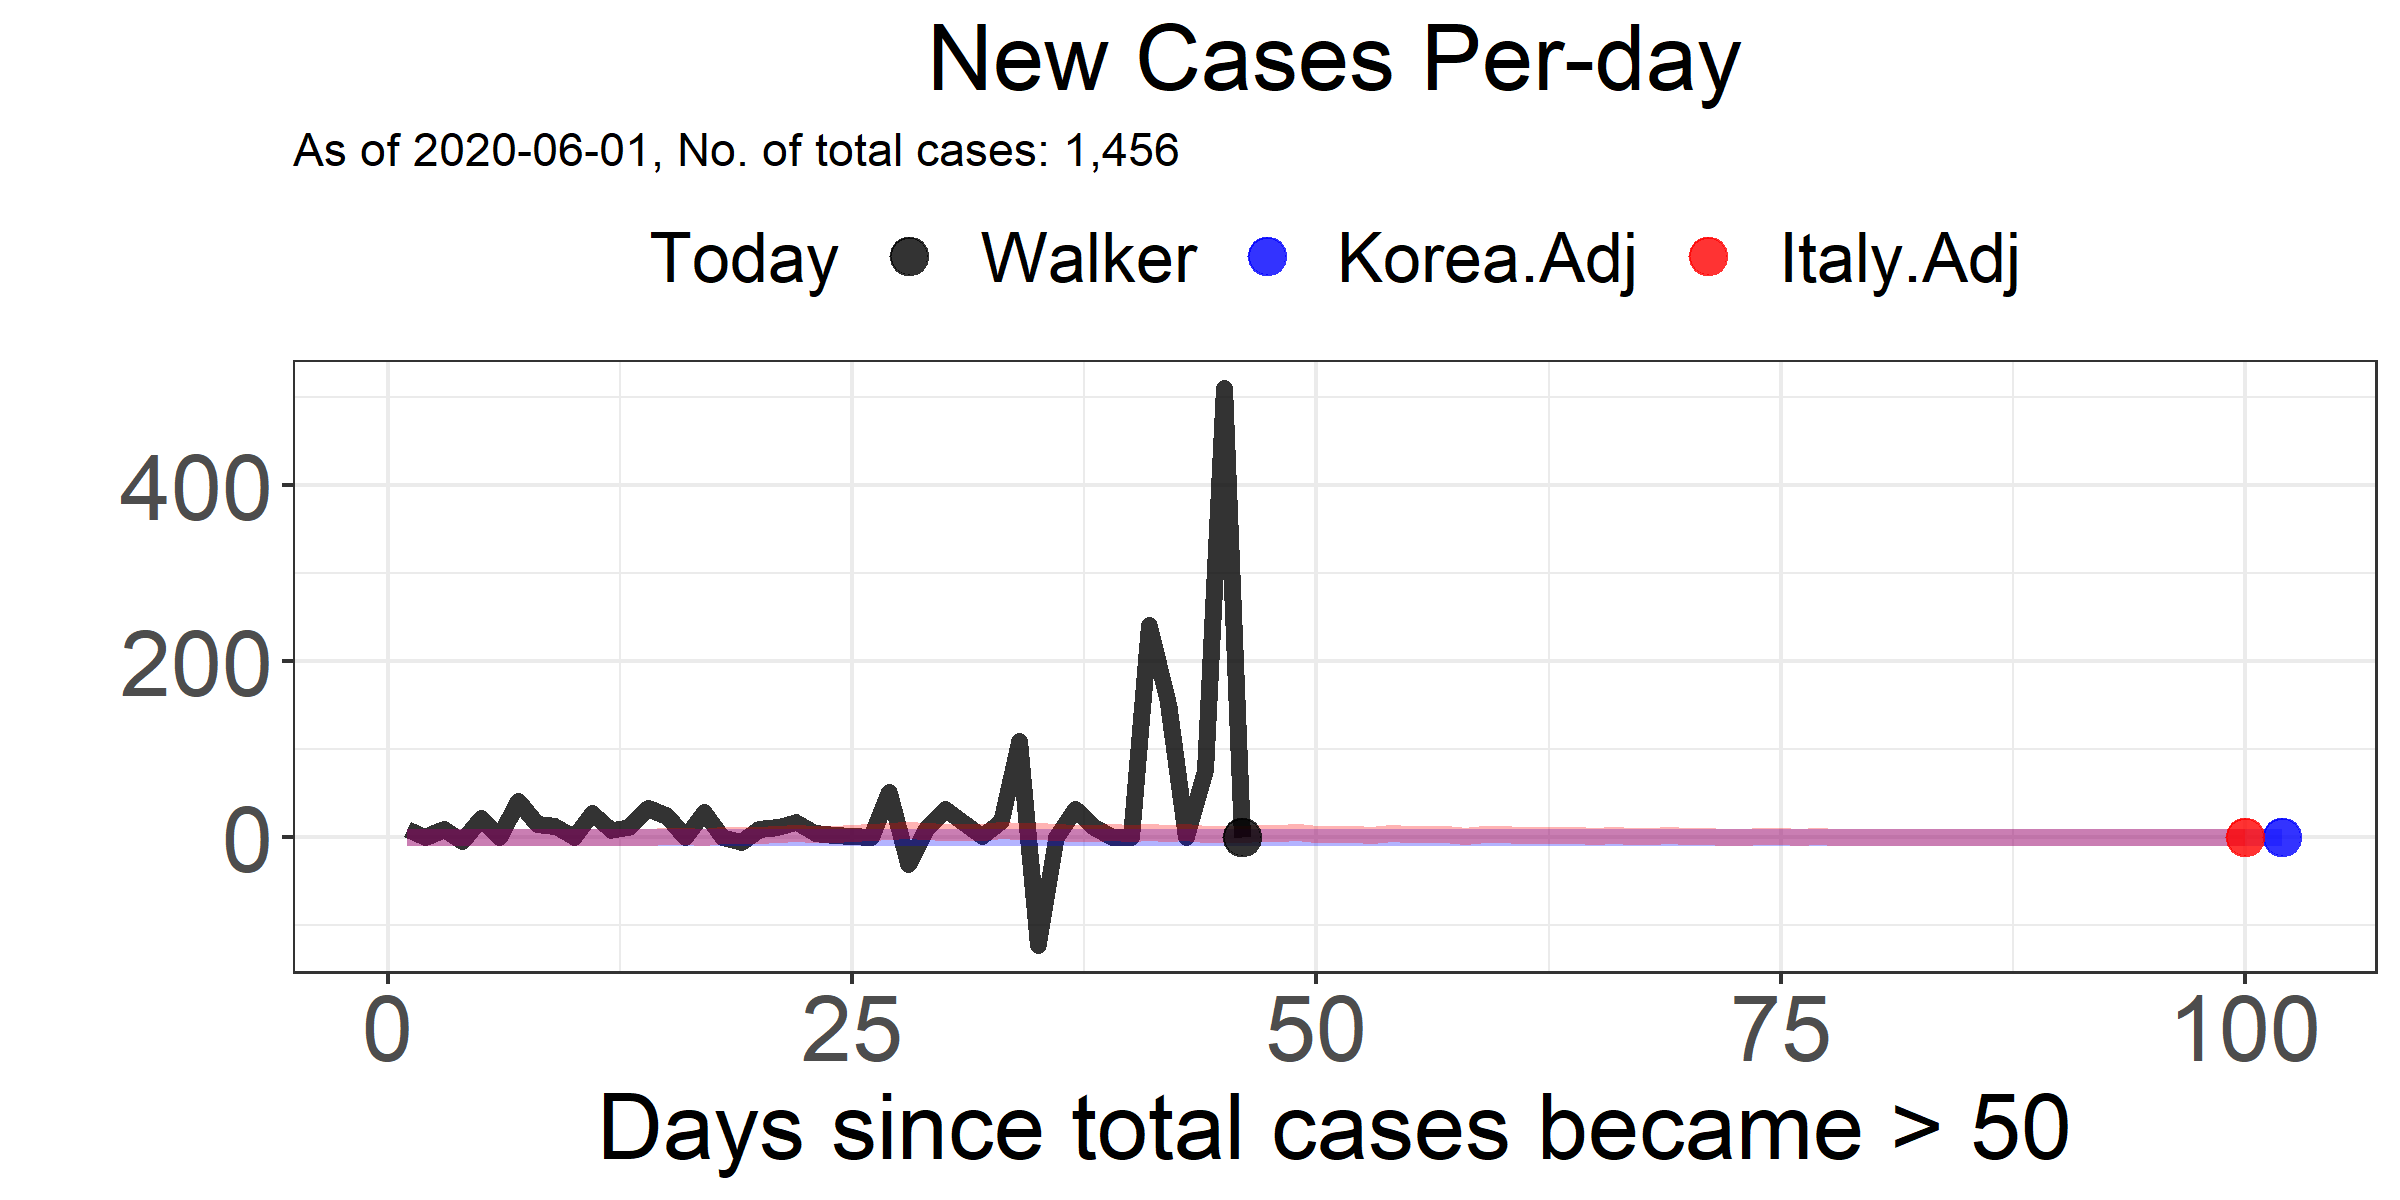 New Cases Per-day
As of 2020-06-01, No. of total cases: 1,456
Today Walker Korea.Adj Italy.Adj
400
200
0
0 25 50 75 100
Days since total cases became > 50